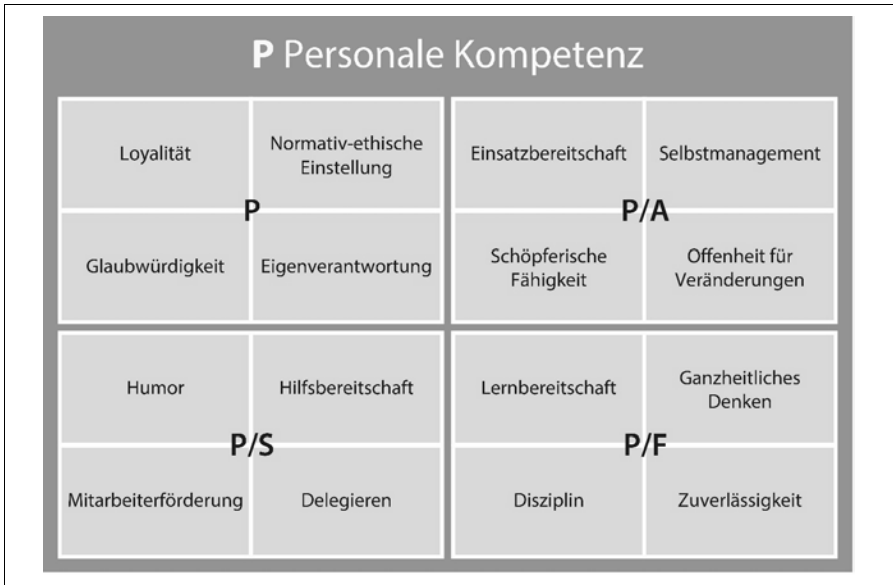 P Personale Kompetenz
Loyalität
Normativ-ethische
Einstellung
P
Glaubwürdigkeit
Eigenverantwortung
Einsatzbereitschaft
Selbstmanagement
P/A
Schöpferische
Fähigkeit
Offenheit für
Veränderungen
Humor
Hilfsbereitschaft
P/S
Mitarbeiterförderung
Delegieren
Lernbereitschaft
Ganzheitliches
Denken
P/F
Disziplin
Zuverlässigkeit